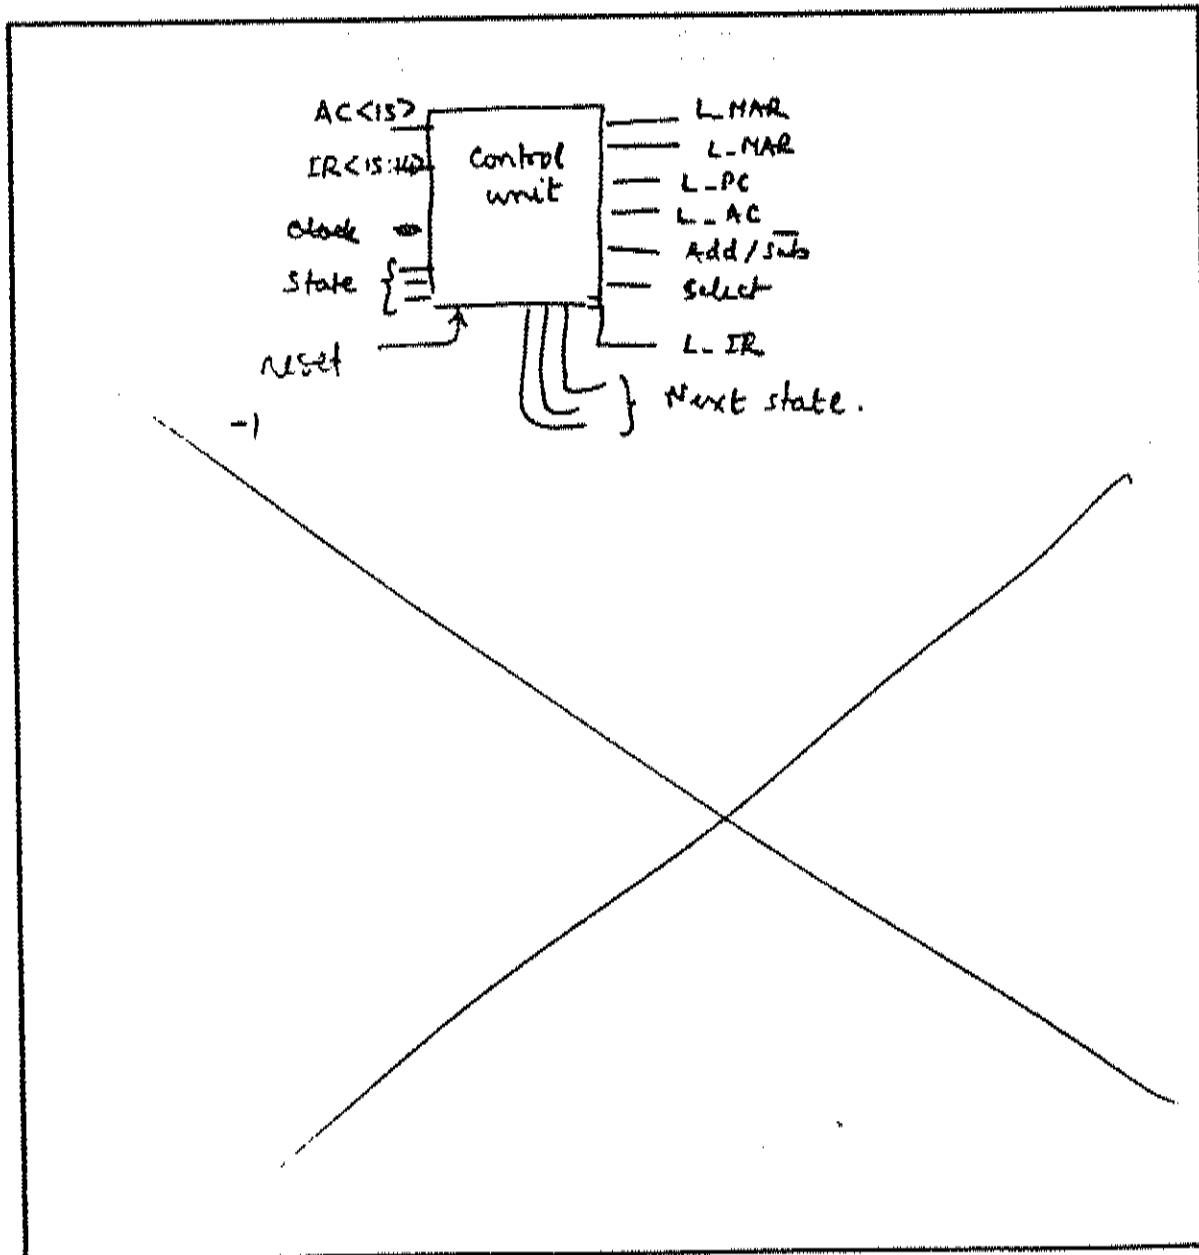 AC<15>
IR<15:14>
Clock
State
reset
Control
unit
L_MAR
L_MAR
L_PC
L_AC
Add/Sub
Select
L_IR
Next state.
-1